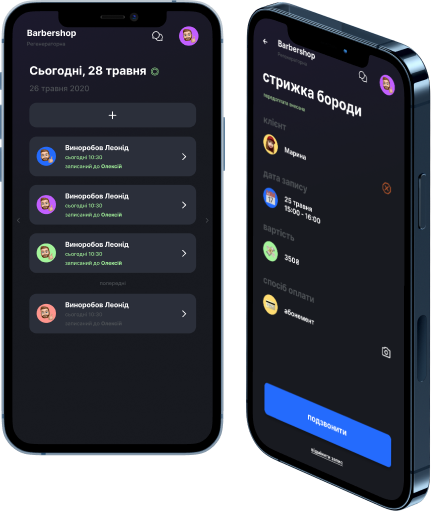 Barbershop
Регенераторна
Сьогодні, 28 травня
26 травня 2020
+
Виноробов Леонід
сьогодні 10:30
записаний до Олексій
Виноробов Леонід
сьогодні 10:30
записаний до Олексій
Виноробов Леонід
сьогодні 10:30
записаний до Олексій
попередні
Виноробов Леонід
сьогодні 10:30
записаний до Олексій
Barbershop
Регенераторна
стрижка бороди
клієнт
Марина
дата запису
25 травня
15:00 - 16:00
вартість
350₴
спосіб оплати
абонемент
подзвонити
відмінити запис